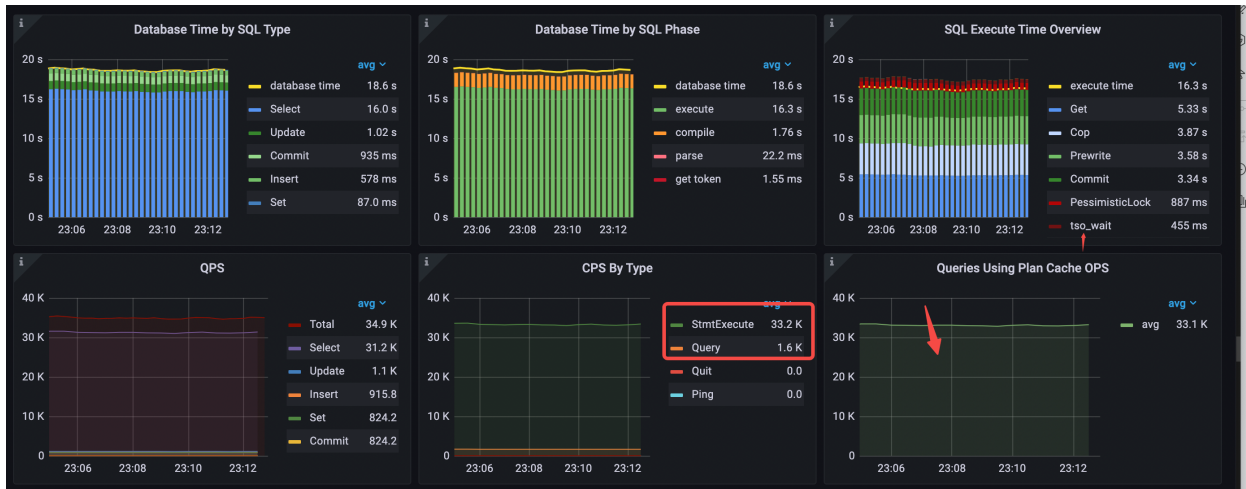 Database Time by SQL Type
20 s
15 s
10 s
5 s
0 s
23:06 23:08 23:10 23:12
avg
database time 18.6 s
Select 16.0 s
Update 1.02 s
Commit 935 ms
Insert 578 ms
Set 87.0 ms
Database Time by SQL Phase
20 s
15 s
10 s
5 s
0 s
23:06 23:08 23:10 23:12
avg
database time 18.6 s
execute 16.3 s
compile 1.76 s
parse 22.2 ms
get token 1.55 ms
SQL Execute Time Overview
20 s
15 s
10 s
5 s
0 s
23:06 23:08 23:10 23:12
avg
execute time 16.3 s
Get 5.33 s
Cop 3.87 s
Prewrite 3.58 s
Commit 3.34 s
PessimisticLock 887 ms
tso_wait 455 ms
QPS
40 K
30 K
20 K
10 K
0
23:06 23:08 23:10 23:12
avg
Total 34.9 K
Select 31.2 K
Update 1.1 K
Insert 915.8
Set 824.2
Commit 824.2
CPS By Type
40 K
30 K
20 K
10 K
0
23:06 23:08 23:10 23:12
avg
StmtExecute 33.2 K
Query 1.6 K
Quit 0.0
Ping 0.0
Queries Using Plan Cache OPS
40 K
30 K
20 K
10 K
0
23:06 23:08 23:10 23:12
avg
avg 33.1 K